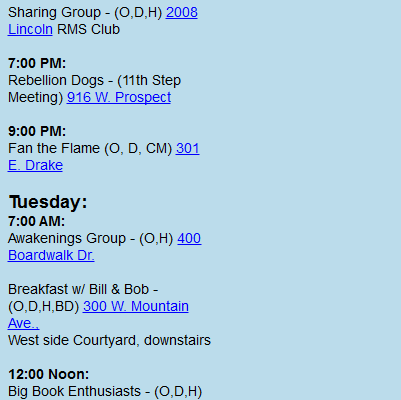 Sharing Group - (O,D,H) 2008
Lincoln RMS Club
7:00 PM:
Rebellion Dogs - (11th Step
Meeting) 916 W. Prospect
9:00 PM:
Fan the Flame (O, D, CM) 301
E. Drake
Tuesday:
7:00 AM:
Awakenings Group - (O,H) 400
Boardwalk Dr.
Breakfast w/ Bill & Bob -
(O,D,H,BD) 300 W. Mountain
Ave.,
West side Courtyard, downstairs
12:00 Noon:
Big Book Enthusiasts - (O,D,H)